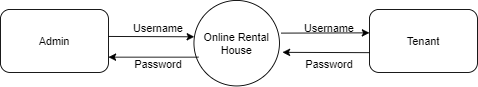 Admin
Username
Password
Online Rental
House
Username
Password
Tenant